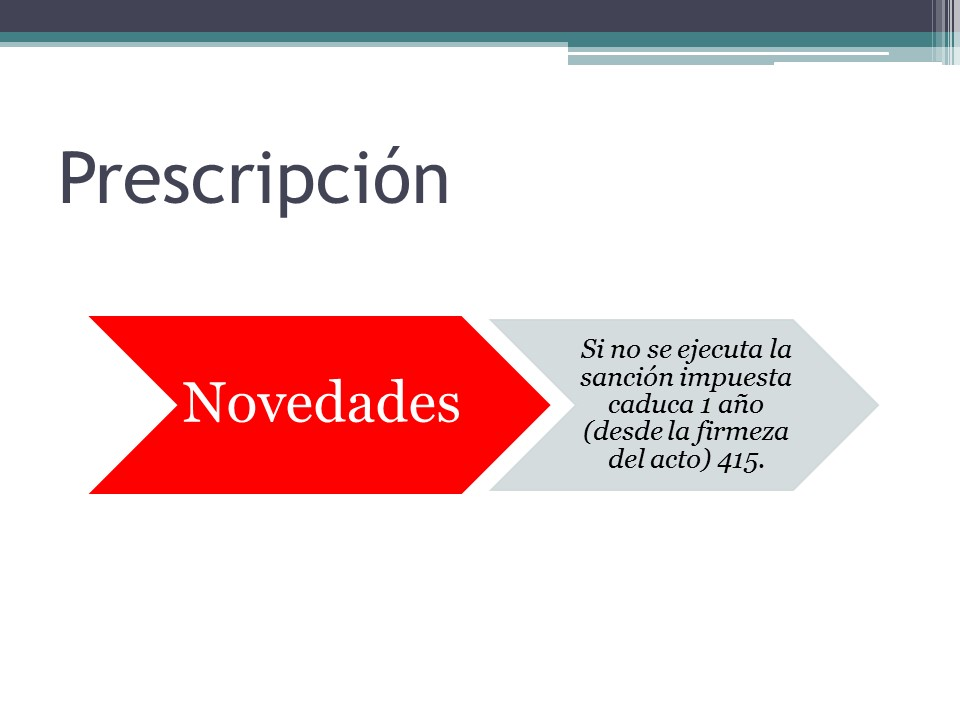 Prescripción
Novedades
Si no se ejecuta la
sanción impuesta
caduca 1 año
(desde la firmeza
del acto) 415.